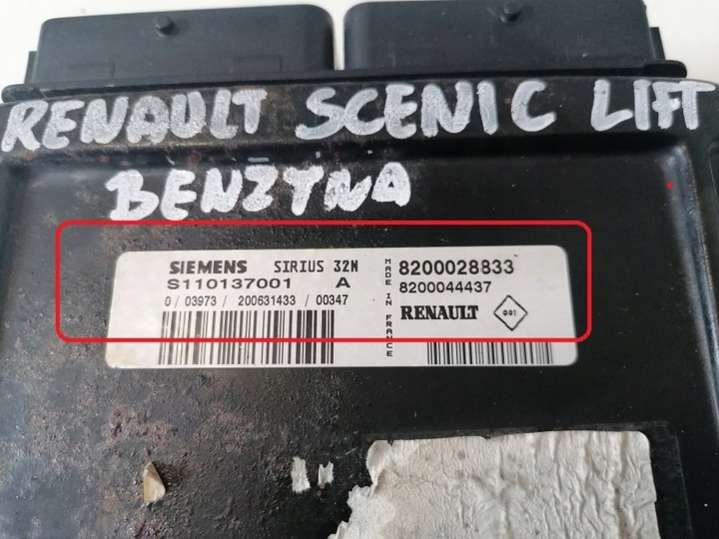 RENAULT SCENIC LIFT
BENZYNA
SIEMENS SIRIUS 32N
S110137001 A
0 / 03973 / 200631433 / 00347
MADE IN FRANCE
8200028833
8200044437
RENAULT